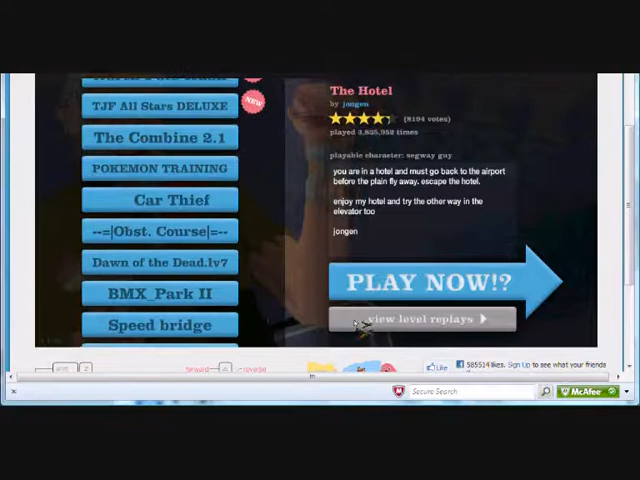 TJF All Stars DELUXE
NEW
The Combine 2.1
POKEMON TRAINING
Car Thief
--=|Obst. Course|=--
Dawn of the Dead.lv7
BMX_Park II
Speed bridge
The Hotel
by jongen
(8194 votes)
played 3,835,952 times
playable character: segway guy
you are in a hotel and must go back to the airport
before the plain fly away. escape the hotel.
enjoy my hotel and try the other way in the
elevator too
jongen
PLAY NOW!?
view level replays
forward
reverse
Like
585514 likes. Sign Up to see what your friends
Secure Search
McAfee